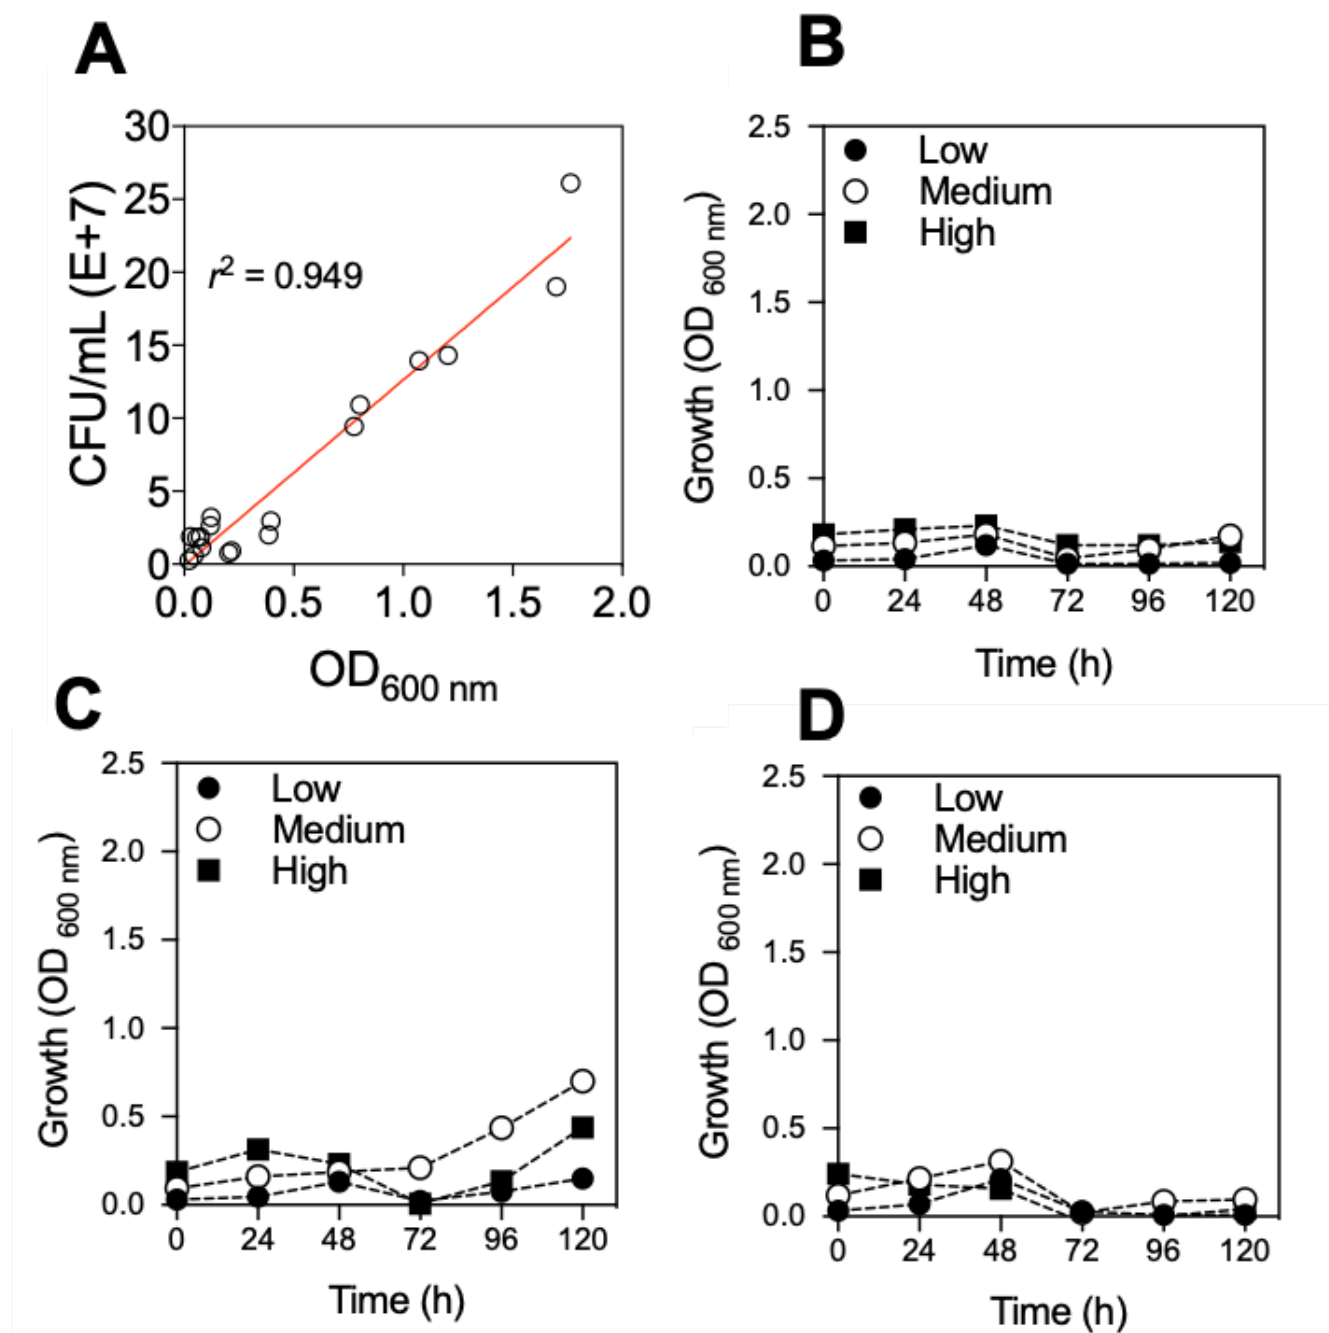 A
30
25
20
15
10
5
0
CFU/mL (E+7)
r² = 0.949
0.0 0.5 1.0 1.5 2.0
OD600 nm
B
2.5
2.0
1.5
1.0
0.5
0.0
Growth (OD 600 nm)
Low
Medium
High
0 24 48 72 96 120
Time (h)
C
2.5
2.0
1.5
1.0
0.5
0.0
Growth (OD 600 nm)
Low
Medium
High
0 24 48 72 96 120
Time (h)
D
2.5
2.0
1.5
1.0
0.5
0.0
Growth (OD 600 nm)
Low
Medium
High
0 24 48 72 96 120
Time (h)